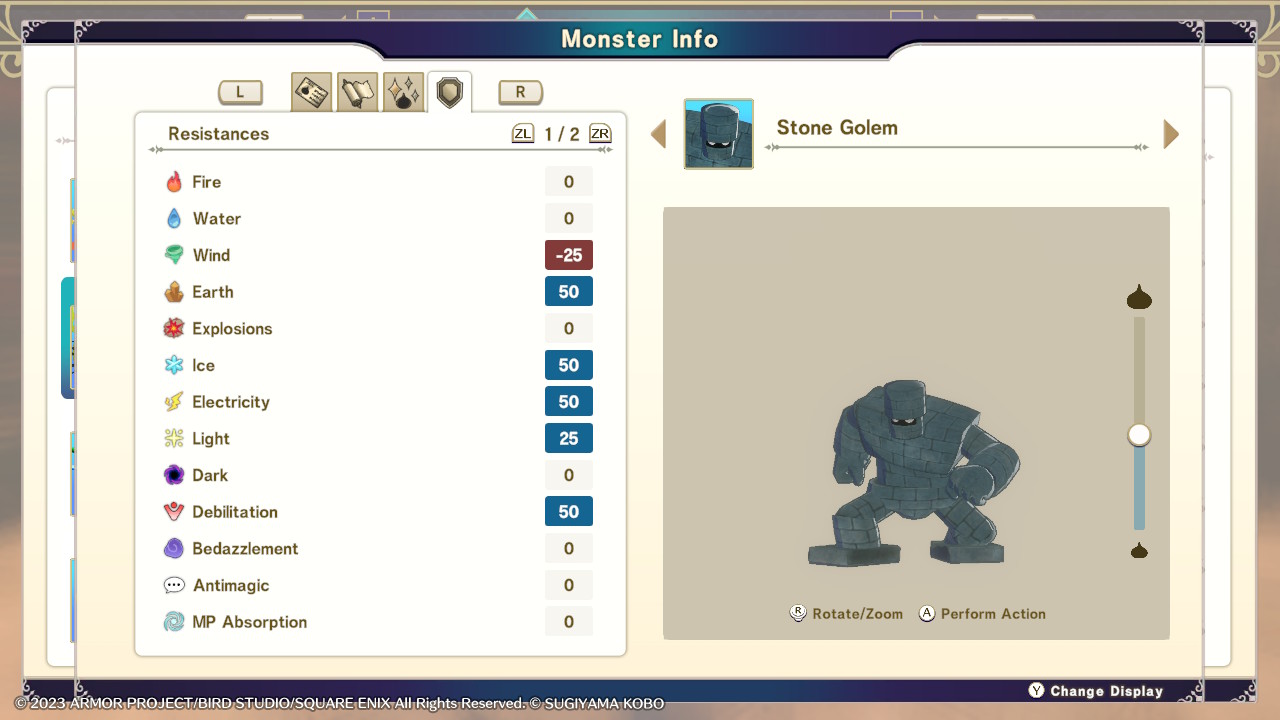 Monster Info
L
R
Resistances
ZL 1 / 2 ZR
Stone Golem
Fire 0
Water 0
Wind -25
Earth 50
Explosions 0
Ice 50
Electricity 50
Light 25
Dark 0
Debilitation 50
Bedazzlement 0
Antimagic 0
MP Absorption 0
R Rotate/Zoom A Perform Action
Y Change Display
© 2023 ARMOR PROJECT/BIRD STUDIO/SQUARE ENIX All Rights Reserved. © SUGIYAMA KOBO